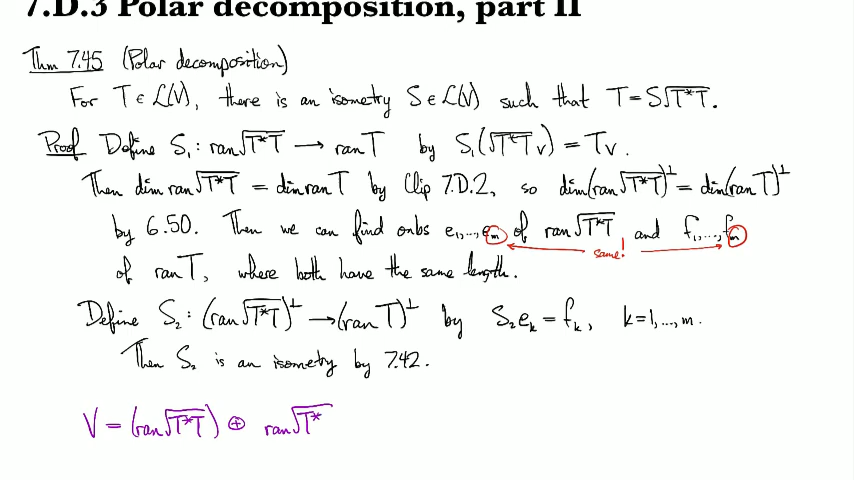 7.D.3 Polar decomposition, part II
Thm 7.45 (Polar decomposition)
For T ∈ L(V), there is an isometry S ∈ L(V) such that T = S√T*T.
Proof Define S₁: ran√T*T → ran T by S₁(√T*T v) = Tv.
Then dim ran√T*T = dim ran T by Clip 7.D.2, so dim(ran√T*T)^⊥ = dim(ran T)^⊥
by 6.50. Then we can find onbs e₁,...,eₘ of ran√T*T and f₁,...,fₘ
same!
of ran T, where both have the same length.
Define S₂: (ran√T*T)^⊥ → (ran T)^⊥ by S₂eₖ = fₖ, k=1,...,m.
Then S₂ is an isometry by 7.42.
V = (ran√T*T) ⊕ ran√T*